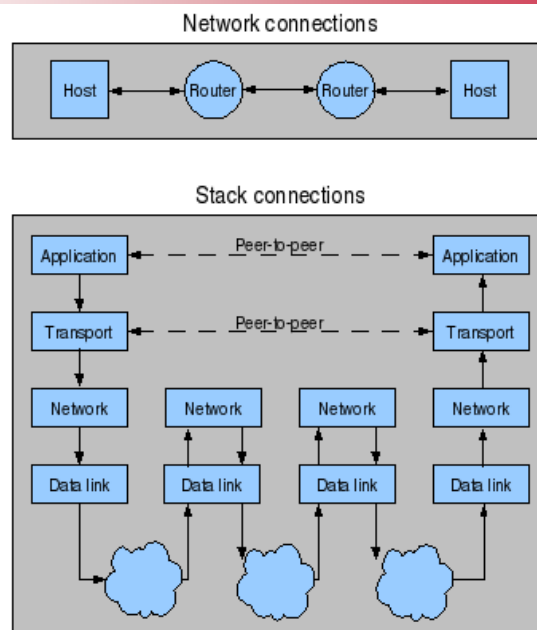 Network connections
Host Router Router Host
Stack connections
Application Peer-to-peer Application
Transport Peer-to-peer Transport
Network Network Network Network
Data link Data link Data link Data link